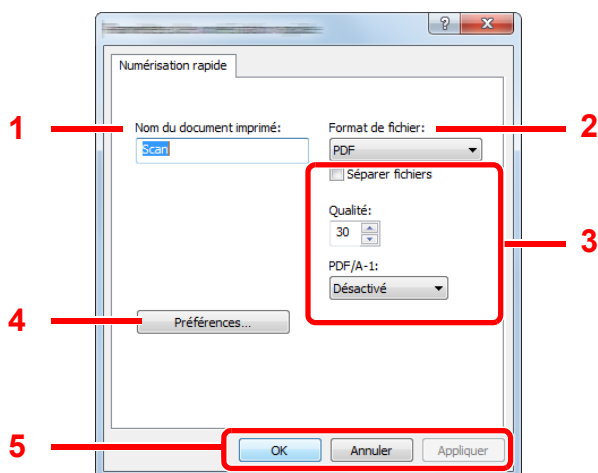 Numérisation rapide
1
Nom du document imprimé:
Format de fichier:
2
Scan
PDF
Séparer fichiers
Qualité:
30
3
PDF/A-1:
Désactivé
4
Préférences...
5
OK
Annuler
Appliquer